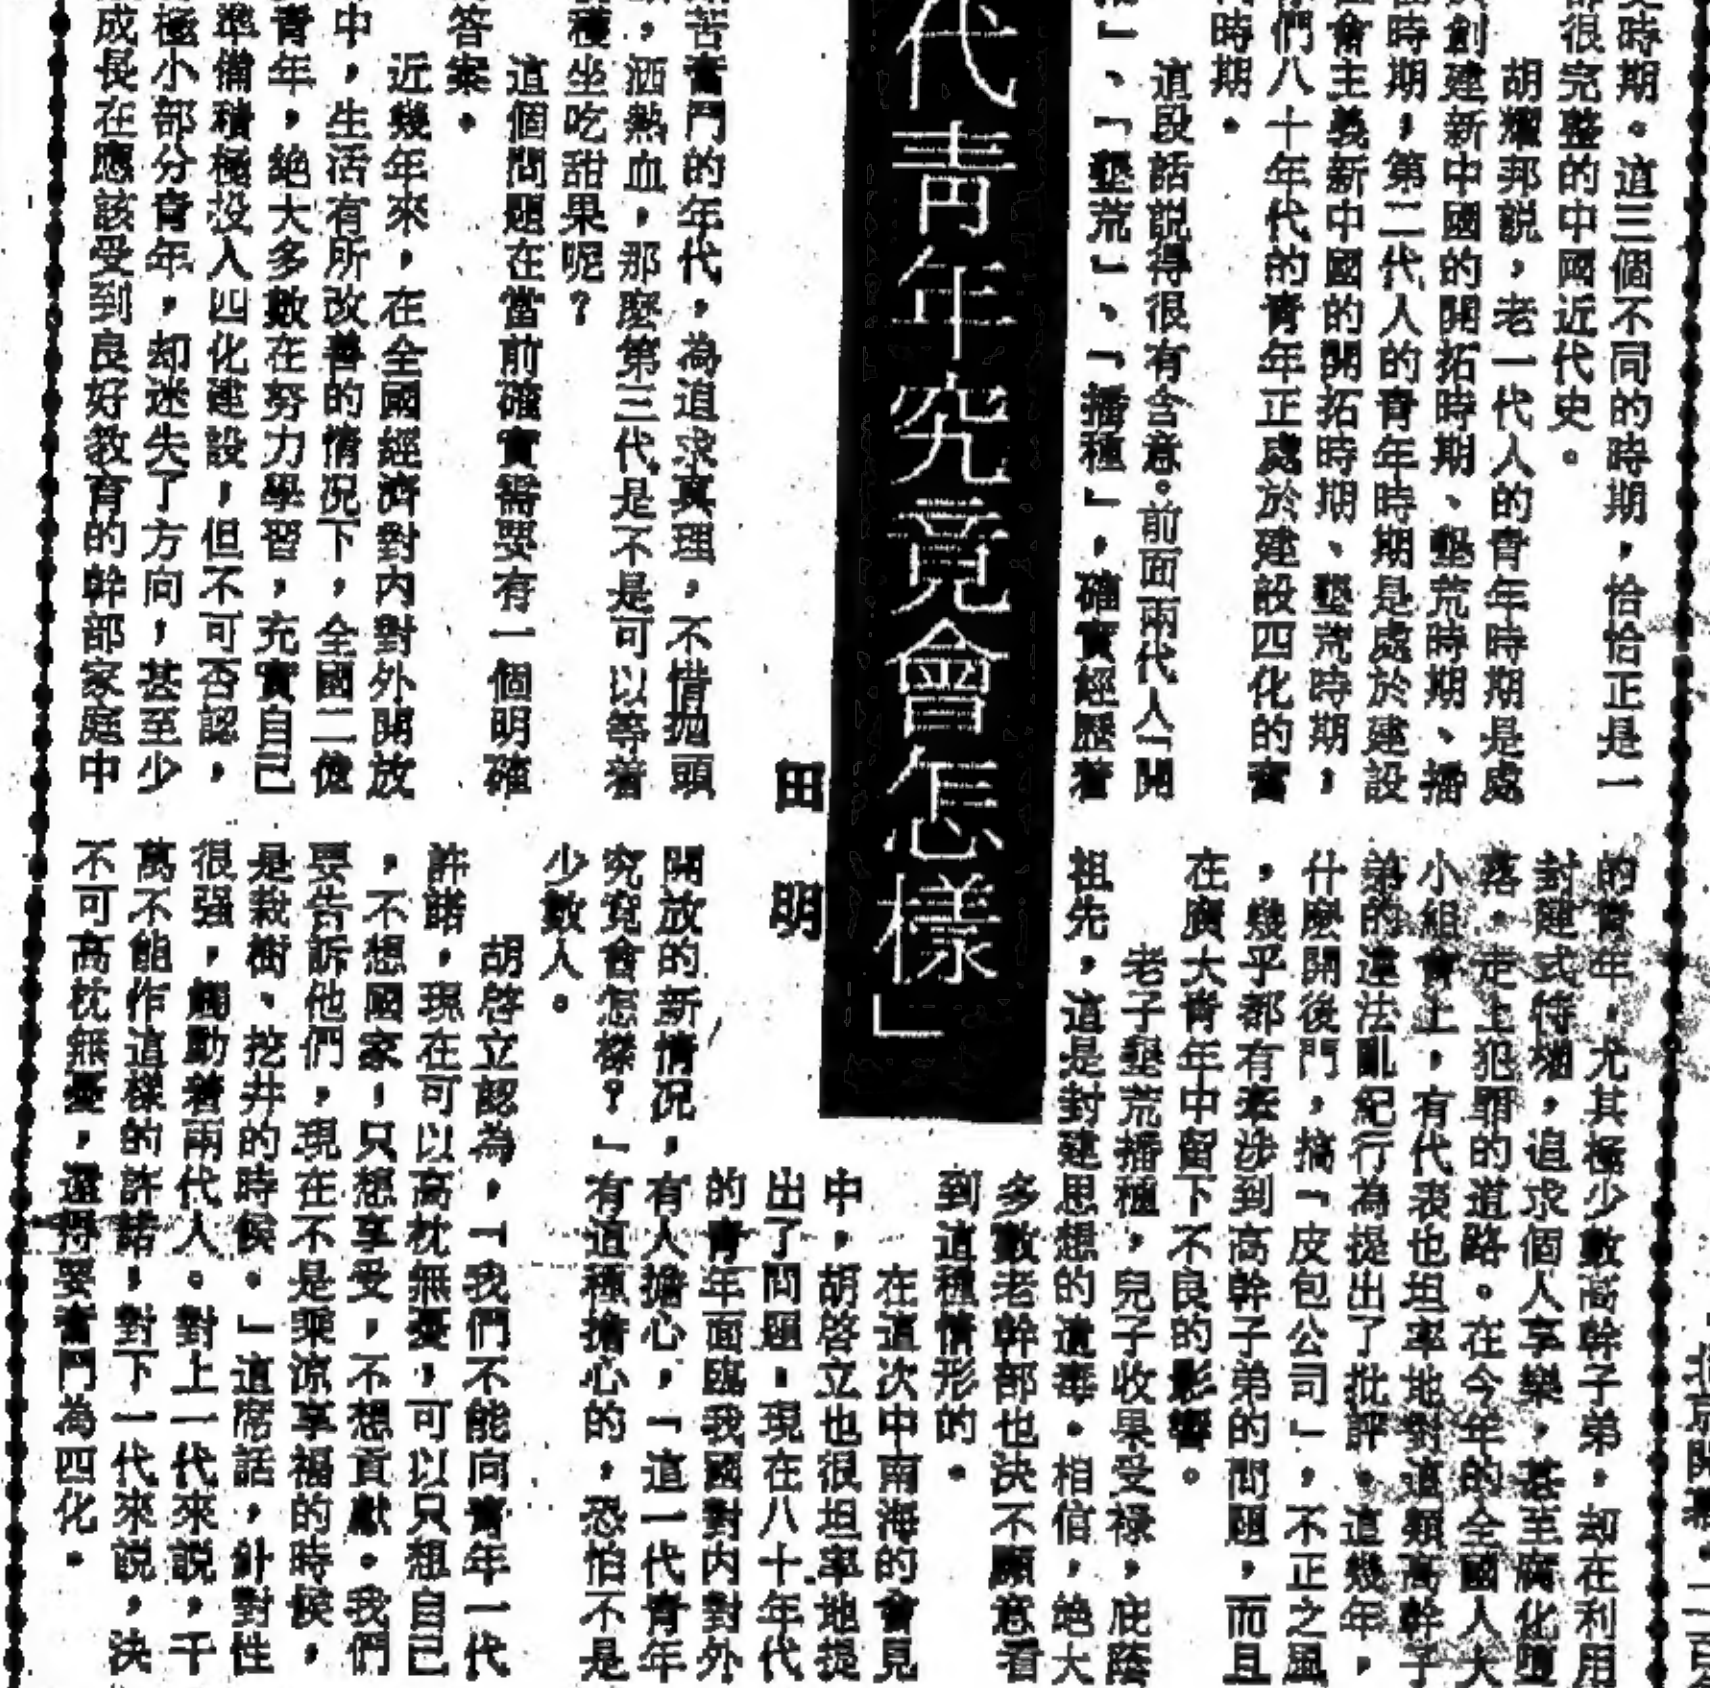 代青年究竟會怎樣」
田明
史時期。這三個不同的時期，恰恰正是一
部很完整的中國近代史。
胡耀邦説，老一代人的青年時期是處
創建新中國的開拓時期、墾荒時期、播
時期，第二代人的青年時期是處於建設
會主義新中國的開拓時期、墾荒時期，
們八十年代的青年正處於建設四化的奮
時期。
這段話説得很有含意。前面兩代人「開
」、「墾荒」、「播種」，確實經歷着
苦奮鬥的年代，為追求真理，不惜拋頭
，洒熱血，那麼第三代是不是可以等着
種坐吃甜果呢？
這個問題在當前確實需要有一個明確
答案。
近幾年來，在全國經濟對內對外開放
中，生活有所改善的情况下，全國二億
青年，絕大多數在努力學習，充實自己
準備積極投入四化建設，但不可否認，
極小部分青年，却迷失了方向，甚至少
成長在應該受到良好教育的幹部家庭中
的青年，尤其極少數高幹子弟，却在利用
封建式特權，追求個人享樂，甚至腐化墮
落，走上犯罪的道路。在今年的全國人大
小組會上，有代表也坦率地對這類高幹子
弟的違法亂紀行為提出了批評。這幾年，
什麼開後門，搞「皮包公司」，不正之風
，幾乎都有牽涉到高幹子弟的問題，而且
在廣大青年中留下不良的影響。
老子墾荒播種，兒子收果受祿，庇蔭
祖先，這是封建思想的遺毒。相信，絕大
多數老幹部也決不願意看
到這種情形的。
在這次中南海的會見
中，胡啓立也很坦率地提
出了問題。現在八十年代
的青年面臨我國對內對外
開放的新情况，有人擔心，「這一代青年
究竟會怎樣？」有這種擔心的，恐怕不是
少數人。
胡啓立認為，「我們不能向青年一代
許諾，現在可以高枕無憂，可以只想自己
，不想國家，只想享受，不想貢獻。我們
要告訴他們，現在不是乘凉享福的時候，
是栽樹、挖井的時候。」這席話，針對性
很强，觸動着兩代人。對上一代來説，千
萬不能作這樣的許諾，對下一代來説，決
不可高枕無憂，還得要奮鬥為四化。